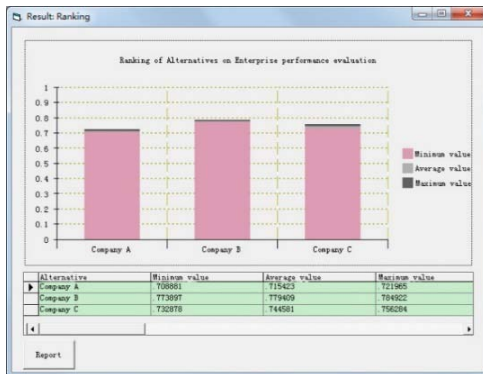 Result: Ranking
Ranking of Alternatives on Enterprise performance evaluation
1
0.9
0.8
0.7
0.6
0.5
0.4
0.3
0.2
0.1
0
Company A Company B Company C
Minimum value
Average value
Maximum value
Alternative Minimum value Average value Maximum value
Company A .708881 .715423 .721965
Company B .773897 .779409 .784922
Company C .732878 .744581 .756284
Report